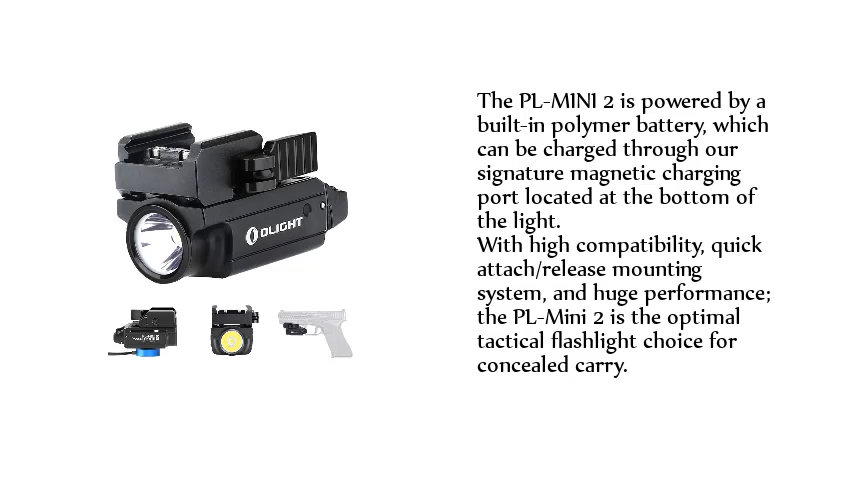 OLIGHT
The PL-MINI 2 is powered by a
built-in polymer battery, which
can be charged through our
signature magnetic charging
port located at the bottom of
the light.
With high compatibility, quick
attach/release mounting
system, and huge performance;
the PL-Mini 2 is the optimal
tactical flashlight choice for
concealed carry.